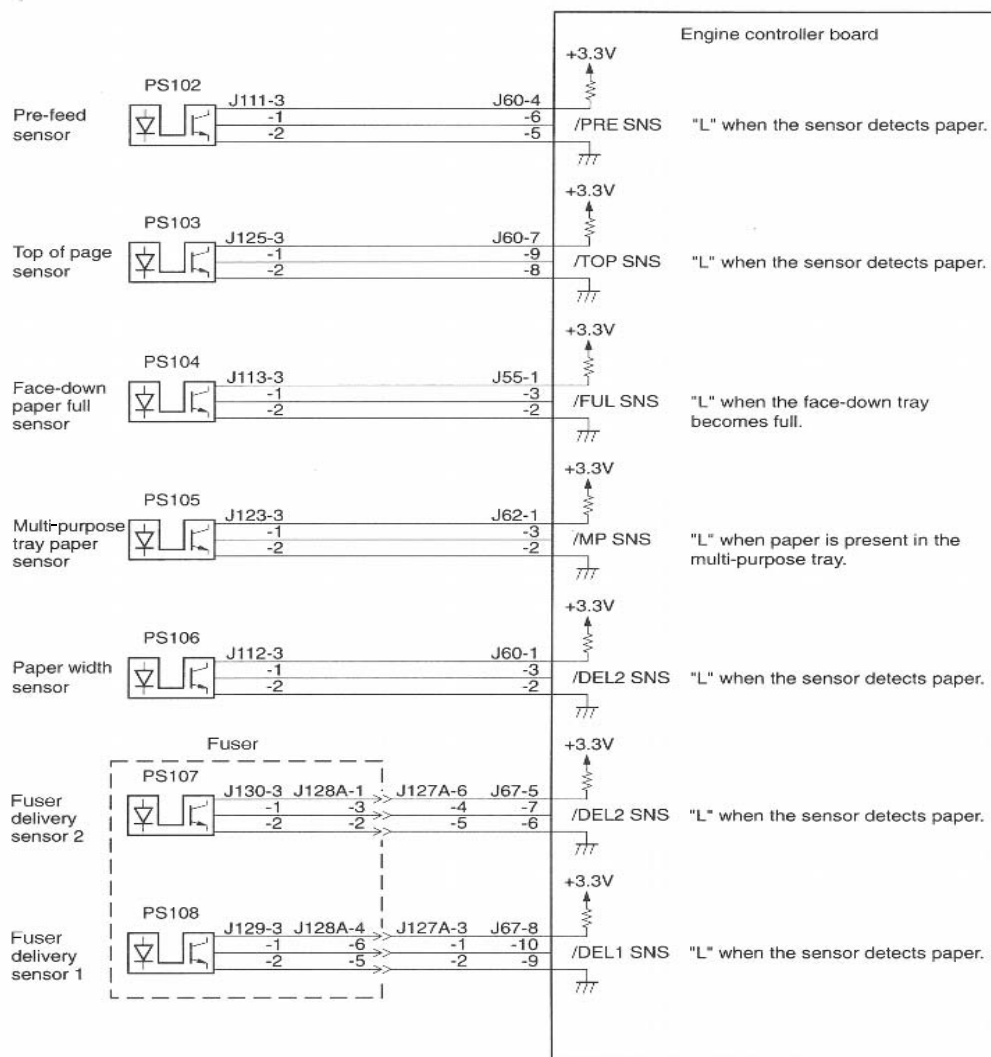 Engine controller board
+3.3V
PS102
J111-3 J60-4
Pre-feed -1 -6 /PRE SNS "L" when the sensor detects paper.
sensor -2 -5
+3.3V
PS103
J125-3 J60-7
Top of page -1 -9 /TOP SNS "L" when the sensor detects paper.
sensor -2 -8
+3.3V
PS104
J113-3 J55-1
Face-down -1 -3 /FUL SNS "L" when the face-down tray
paper full -2 -2 becomes full.
sensor
+3.3V
PS105
J123-3 J62-1
Multi-purpose -1 -3 /MP SNS "L" when paper is present in the
tray paper -2 -2 multi-purpose tray.
sensor
+3.3V
PS106
J112-3 J60-1
Paper width -1 -3 /DEL2 SNS "L" when the sensor detects paper.
sensor -2 -2
Fuser
+3.3V
PS107
J130-3 J128A-1 J127A-6 J67-5
Fuser -1 -3 -4 -7 /DEL2 SNS "L" when the sensor detects paper.
delivery -2 -2 -5 -6
sensor 2
+3.3V
PS108
J129-3 J128A-4 J127A-3 J67-8
Fuser -1 -6 -1 -10 /DEL1 SNS "L" when the sensor detects paper.
delivery -2 -5 -2 -9
sensor 1